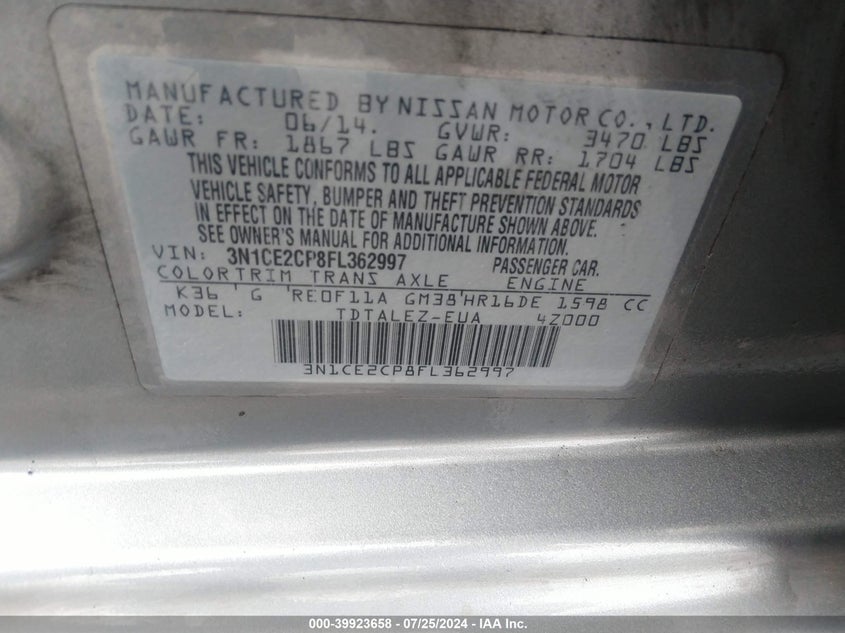 MANUFACTURED BY NISSAN MOTOR CO., LTD.
DATE: 06/14. GVWR: 3470 LBS
GAWR FR: 1867 LBS GAWR RR: 1704 LBS
THIS VEHICLE CONFORMS TO ALL APPLICABLE FEDERAL MOTOR
VEHICLE SAFETY, BUMPER AND THEFT PREVENTION STANDARDS
IN EFFECT ON THE DATE OF MANUFACTURE SHOWN ABOVE.
SEE OWNER'S MANUAL FOR ADDITIONAL INFORMATION.
VIN: 3N1CE2CP8FL362997 PASSENGER CAR.
COLORTRIM TRANS AXLE ENGINE
K36 ' G 'RE0F11A GM38'HR16DE 1598 CC
MODEL: TDTALEZ-EUA 4Z000
3N1CE2CP8FL362997
000-39923658 - 07/25/2024 - IAA Inc.